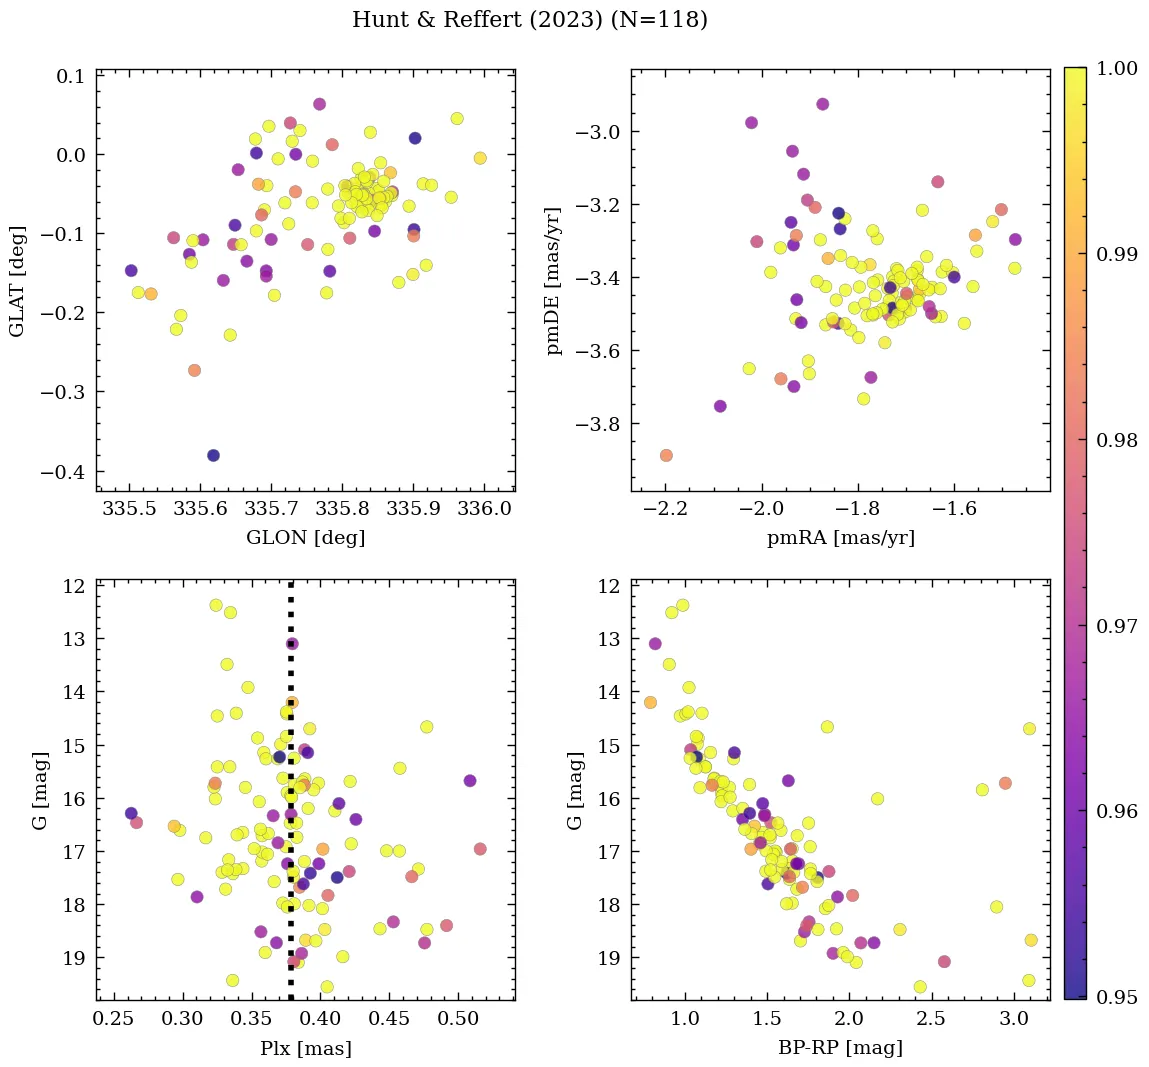 Hunt & Reffert (2023) (N=118)
0.1
0.0
−0.1
−0.2
−0.3
−0.4
GLAT [deg]
335.5 335.6 335.7 335.8 335.9 336.0
GLON [deg]
−3.0
−3.2
−3.4
−3.6
−3.8
pmDE [mas/yr]
−2.2 −2.0 −1.8 −1.6
pmRA [mas/yr]
12
13
14
15
16
17
18
19
G [mag]
0.25 0.30 0.35 0.40 0.45 0.50
Plx [mas]
12
13
14
15
16
17
18
19
G [mag]
1.0 1.5 2.0 2.5 3.0
BP-RP [mag]
1.00
0.99
0.98
0.97
0.96
0.95